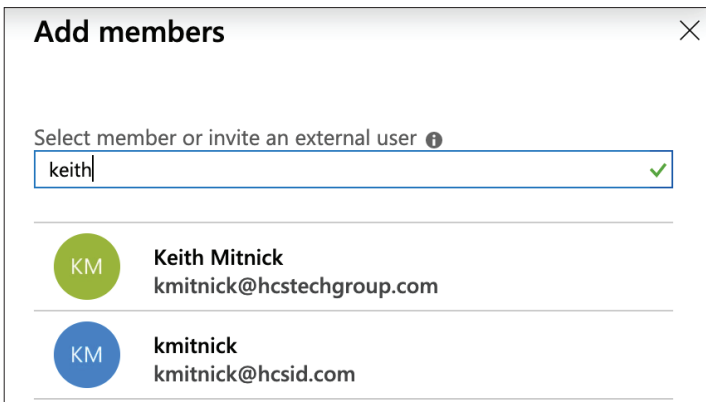 Add members
Select member or invite an external user
keith
KM
Keith Mitnick
kmitnick@hcstechgroup.com
KM
kmitnick
kmitnick@hcsid.com